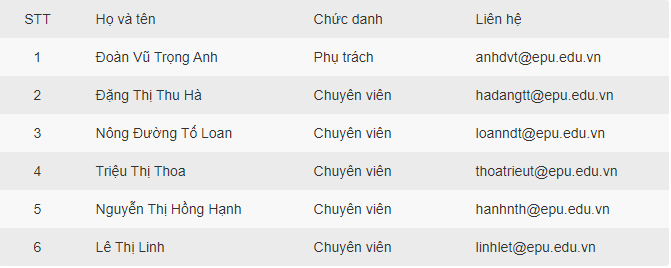 STT Họ và tên Chức danh Liên hệ
1 Đoàn Vũ Trọng Anh Phụ trách anhdvt@epu.edu.vn
2 Đặng Thị Thu Hà Chuyên viên hadangtt@epu.edu.vn
3 Nông Đường Tố Loan Chuyên viên loanndt@epu.edu.vn
4 Triệu Thị Thoa Chuyên viên thoatrieut@epu.edu.vn
5 Nguyễn Thị Hồng Hạnh Chuyên viên hanhnth@epu.edu.vn
6 Lê Thị Linh Chuyên viên linhlet@epu.edu.vn